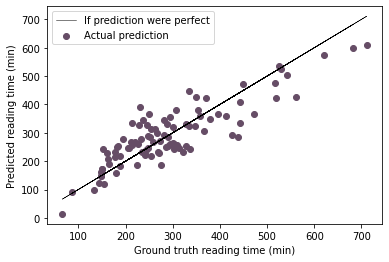 If prediction were perfect
Actual prediction
700
600
500
400
300
200
100
0
Predicted reading time (min)
100 200 300 400 500 600 700
Ground truth reading time (min)